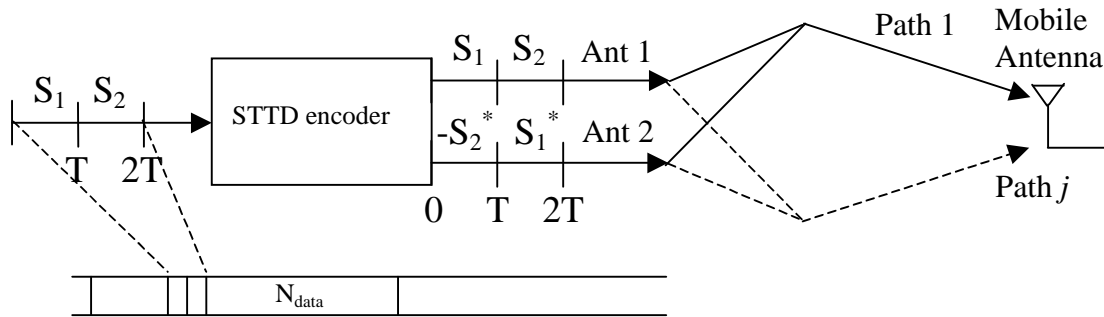 S₁ S₂
T 2T
STTD encoder
S₁ S₂ Ant 1
-S₂* S₁* Ant 2
0 T 2T
Path 1
Mobile
Antenna
Path j
N_data